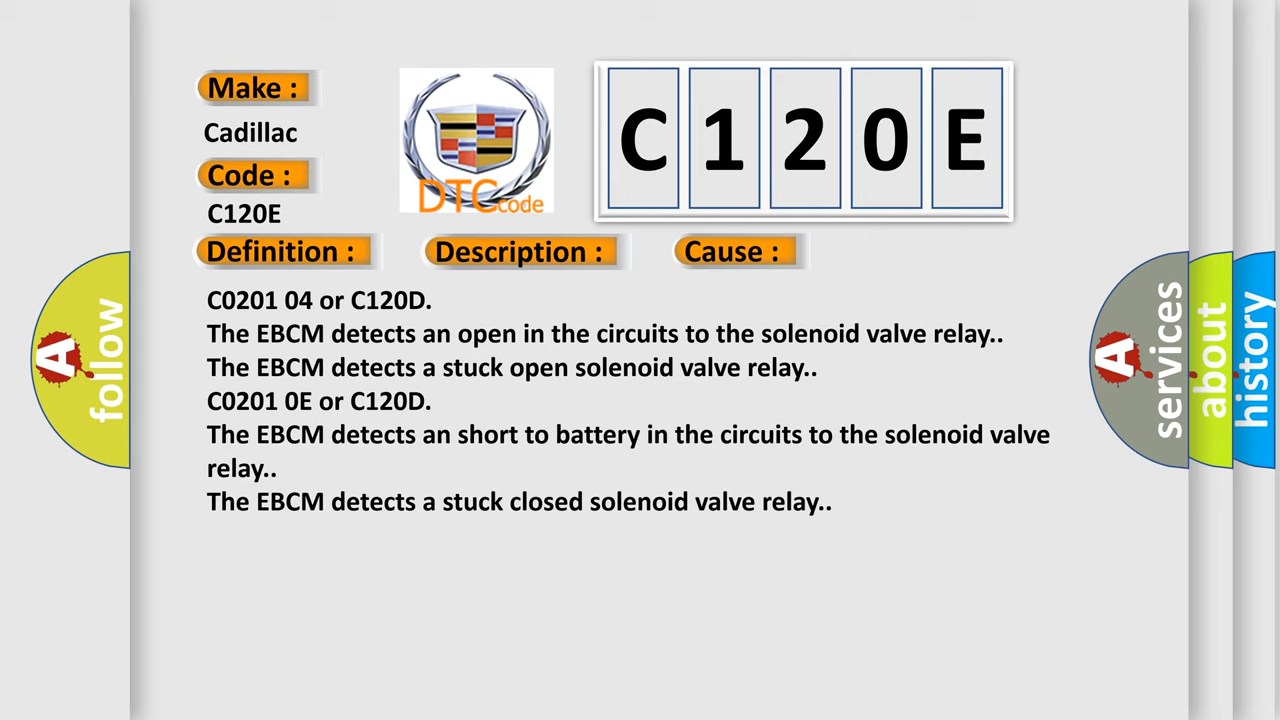 Make :
Cadillac
Code :
C120E
DTCcode
C120E
Definition :
Description :
Cause :
C0201 04 or C120D.
The EBCM detects an open in the circuits to the solenoid valve relay..
The EBCM detects a stuck open solenoid valve relay..
C0201 0E or C120D.
The EBCM detects an short to battery in the circuits to the solenoid valve
relay..
The EBCM detects a stuck closed solenoid valve relay..
A follow
A services
about
history